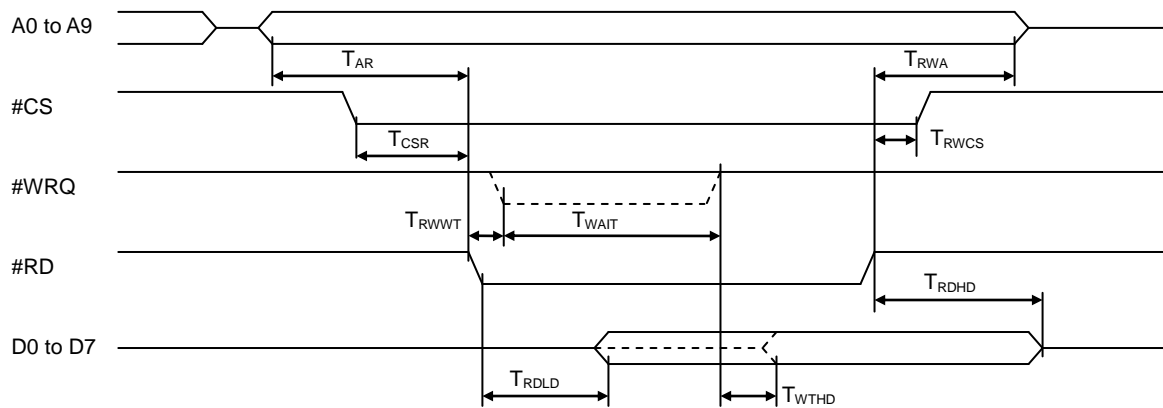 A0 to A9
TAR
TRWA
#CS
TCSR
TRWCS
#WRQ
TRWWT
TWAIT
#RD
TRDHD
D0 to D7
TRDLD
TWTHD